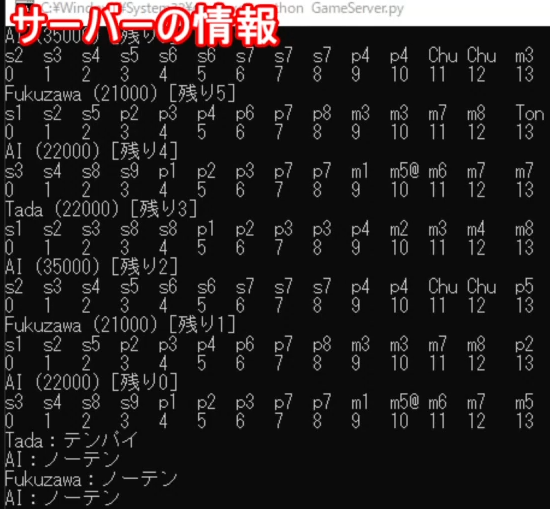 C:¥Windows¥System32
python GameServer.py
サーバーの情報
AI (35000) [残り
s2 s3 s4 s5 s6 s6 s7 s7 s7 p4 p4 Chu Chu m3
0 1 2 3 4 5 6 7 8 9 10 11 12 13
Fukuzawa (21000) [残り5]
s1 s2 s5 p2 p3 p4 p6 p7 p8 m3 m3 m7 m8 Ton
0 1 2 3 4 5 6 7 8 9 10 11 12 13
AI (22000) [残り4]
s3 s4 s8 s9 p1 p2 p3 p7 p7 m1 m5@ m6 m7 m7
0 1 2 3 4 5 6 7 8 9 10 11 12 13
Tada (22000) [残り3]
s1 s2 s3 s8 s8 p1 p2 p3 p3 p4 m2 m3 m4 m8
0 1 2 3 4 5 6 7 8 9 10 11 12 13
AI (35000) [残り2]
s2 s3 s4 s5 s6 s6 s7 s7 s7 p4 p4 Chu Chu p5
0 1 2 3 4 5 6 7 8 9 10 11 12 13
Fukuzawa (21000) [残り1]
s1 s2 s5 p2 p3 p4 p6 p7 p8 m3 m3 m7 m8 p2
0 1 2 3 4 5 6 7 8 9 10 11 12 13
AI (22000) [残り0]
s3 s4 s8 s9 p1 p2 p3 p7 p7 m1 m5@ m6 m7 m5
0 1 2 3 4 5 6 7 8 9 10 11 12 13
Tada：テンパイ
AI：ノーテン
Fukuzawa：ノーテン
AI：ノーテン